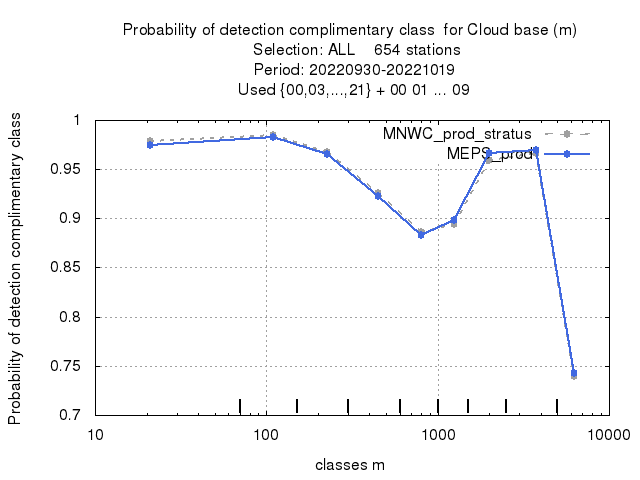 Probability of detection complimentary class  for Cloud base (m)
Selection: ALL    654 stations
Period: 20220930-20221019
Used {00,03,...,21} + 00 01 ... 09
Probability of detection complimentary class
1
0.95
0.9
0.85
0.8
0.75
0.7
MNWC_prod_stratus
MEPS_prod
10
100
1000
10000
classes m